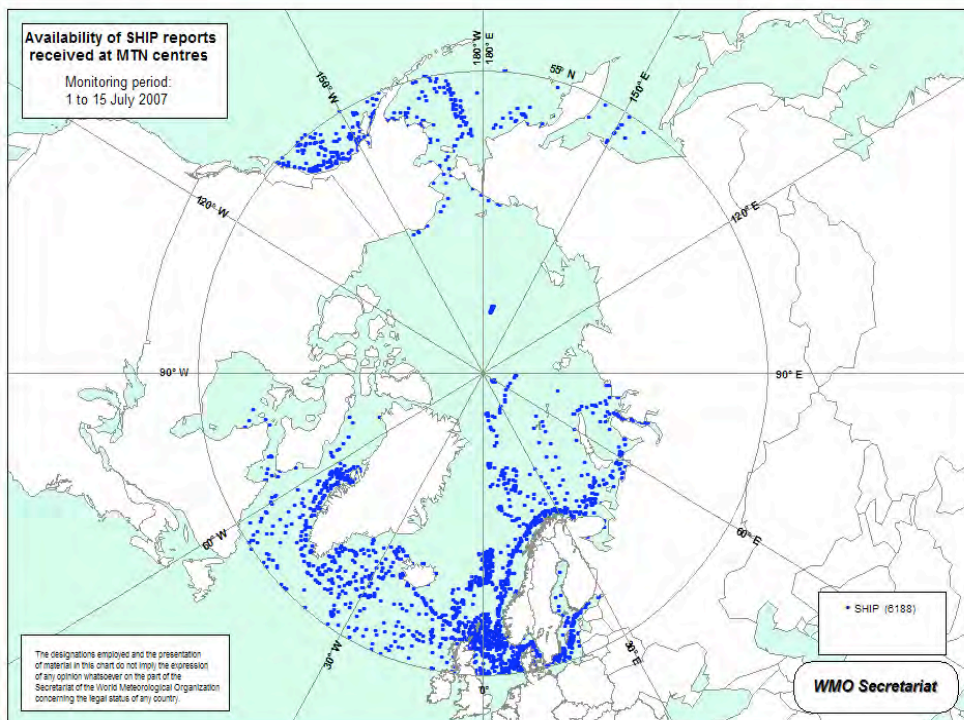 Availability of SHIP reports
received at MTN centres
Monitoring period:
1 to 15 July 2007
180° W
180° E
55° N
150° W
150° E
120° W
120° E
90° W
90° E
60° W
60° E
30° W
0°
30° E
SHIP (6188)
The designations employed and the presentation
of material in this chart do not imply the expression
of any opinion whatsoever on the part of the
Secretariat of the World Meteorological Organization
concerning the legal status of any country.
WMO Secretariat